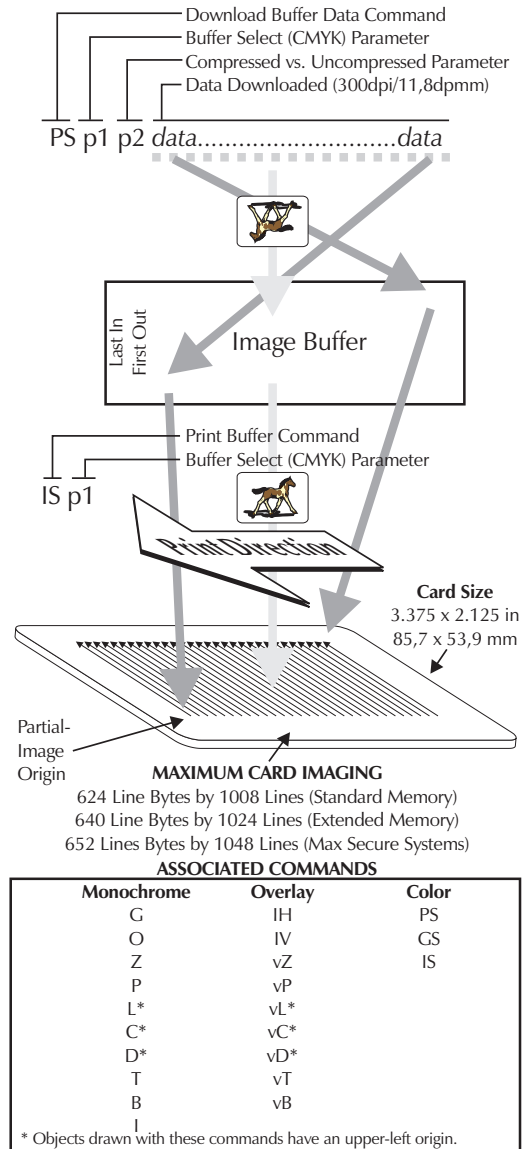 Download Buffer Data Command
Buffer Select (CMYK) Parameter
Compressed vs. Uncompressed Parameter
Data Downloaded (300dpi/11,8dpmm)
PS p1 p2 data............................data
Last In
First Out
Image Buffer
Print Buffer Command
Buffer Select (CMYK) Parameter
IS p1
Print Direction
Card Size
3.375 x 2.125 in
85,7 x 53,9 mm
Partial-
Image
Origin
MAXIMUM CARD IMAGING
624 Line Bytes by 1008 Lines (Standard Memory)
640 Line Bytes by 1024 Lines (Extended Memory)
652 Lines Bytes by 1048 Lines (Max Secure Systems)
ASSOCIATED COMMANDS
Monochrome Overlay Color
G IH PS
O IV GS
Z vZ IS
P vP
L* vL*
C* vC*
D* vD*
T vT
B vB
I
* Objects drawn with these commands have an upper-left origin.